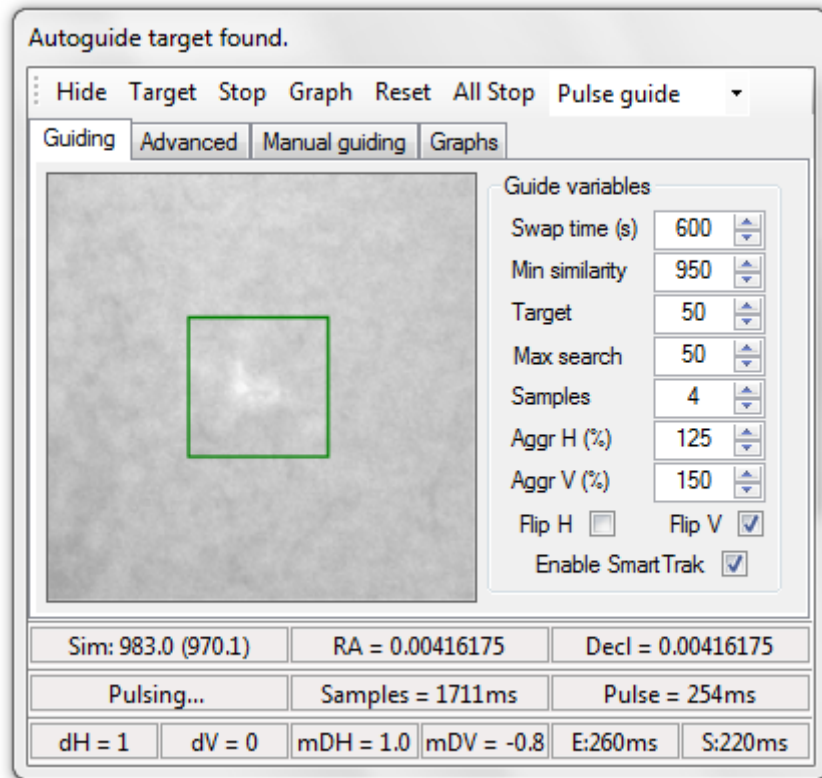 Autoguide target found.
Hide Target Stop Graph Reset All Stop Pulse guide
Guiding Advanced Manual guiding Graphs
Guide variables
Swap time (s) 600
Min similarity 950
Target 50
Max search 50
Samples 4
Aggr H (%) 125
Aggr V (%) 150
Flip H Flip V
Enable SmartTrak
Sim: 983.0 (970.1) RA = 0.00416175 Decl = 0.00416175
Pulsing... Samples = 1711ms Pulse = 254ms
dH = 1 dV = 0 mDH = 1.0 mDV = -0.8 E:260ms S:220ms